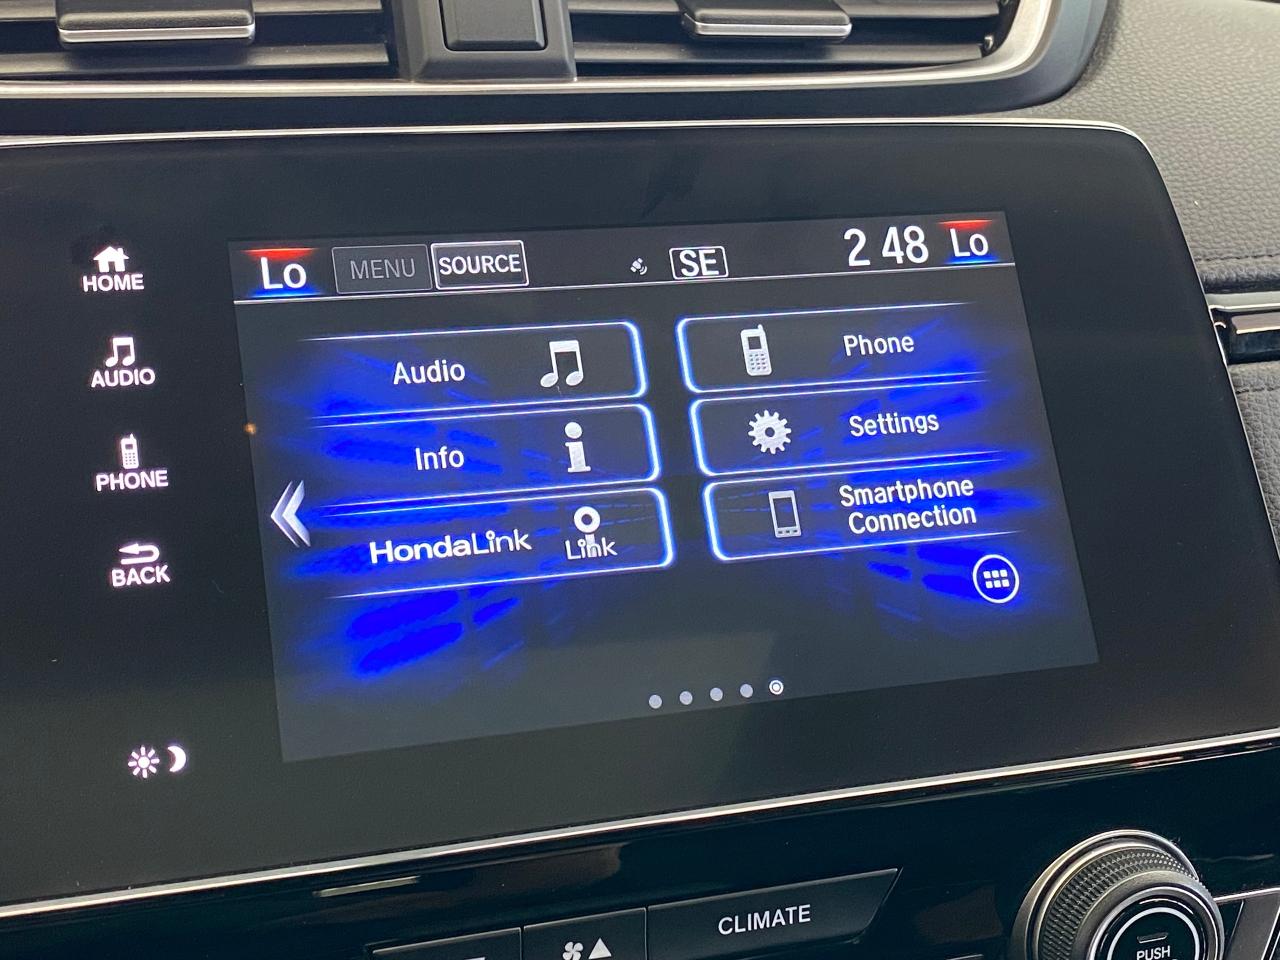 Lo MENU SOURCE SE 2 48 Lo
HOME
AUDIO
PHONE
BACK
Audio
Phone
Info
Settings
HondaLink
Link
Smartphone
Connection
CLIMATE
PUSH